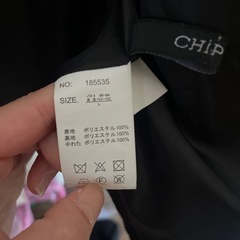 CHIP
NO: 185535
SIZE:
L
表地 ポリエステル100%
裏地 ポリエステル100%
中わた ポリエステル100%